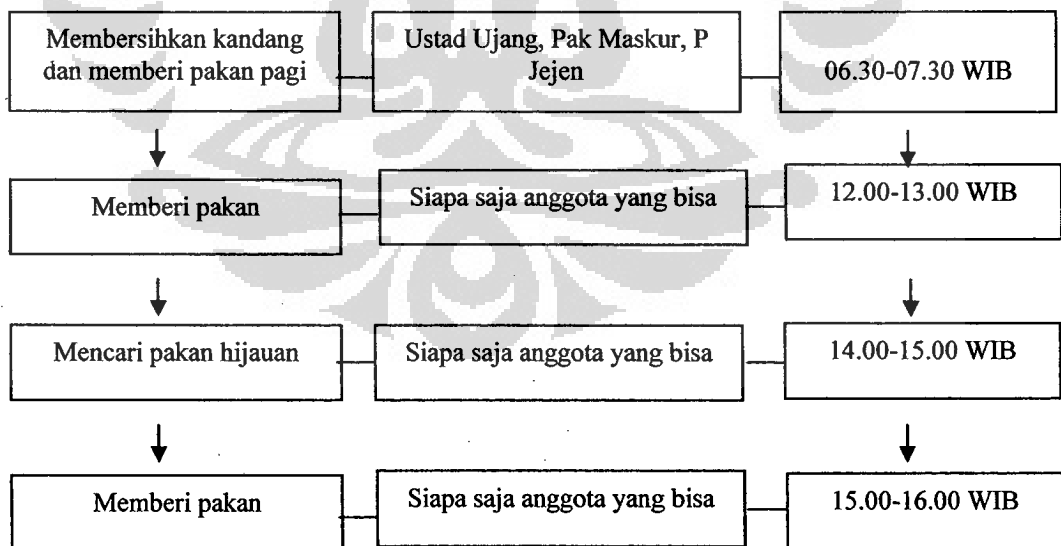 Membersihkan kandang
dan memberi pakan pagi
Ustad Ujang, Pak Maskur, P
Jejen
06.30-07.30 WIB
Memberi pakan
Siapa saja anggota yang bisa
12.00-13.00 WIB
Mencari pakan hijauan
Siapa saja anggota yang bisa
14.00-15.00 WIB
Memberi pakan
Siapa saja anggota yang bisa
15.00-16.00 WIB